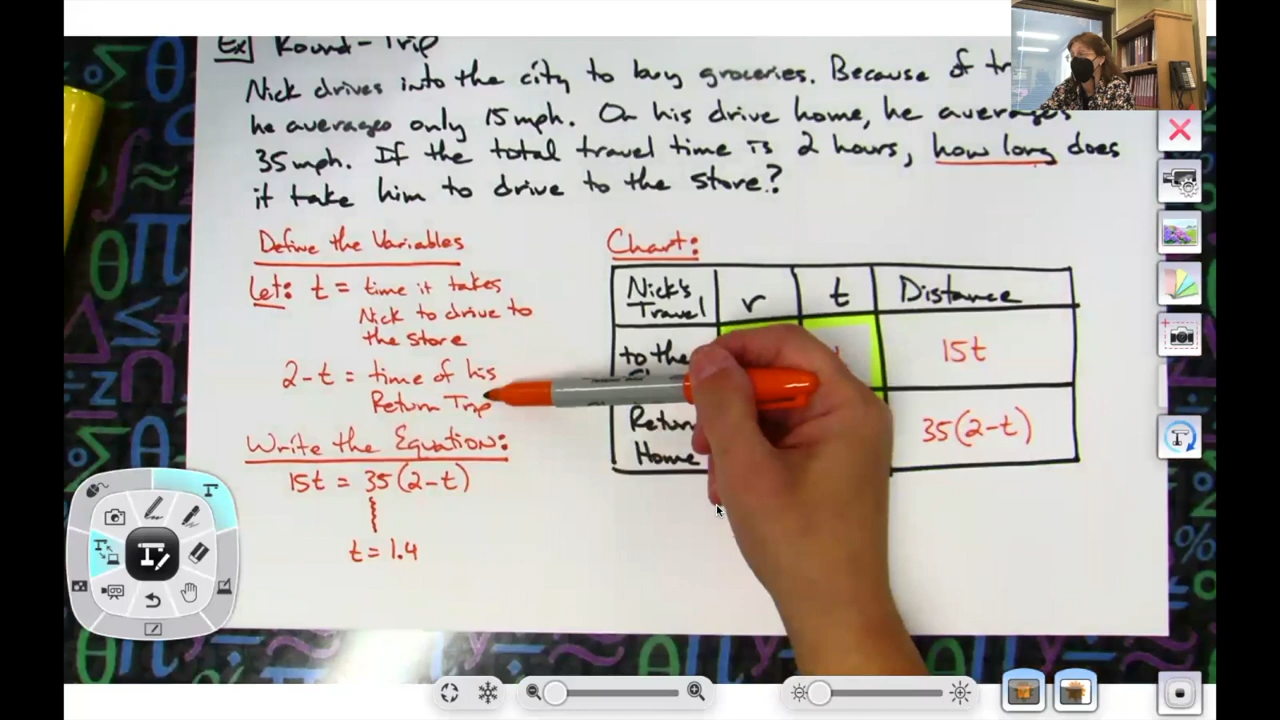 Ex Round-Trip
Nick drives into the city to buy groceries. Because of
he averages only 15 mph. On his drive home, he averages
35 mph. If the total travel time is 2 hours, how long does
it take him to drive to the store?
Define the Variables
Let: t = time it takes
Nick to drive to
the store
2-t = time of his
Return Trip
Write the Equation:
15t = 35(2-t)
t = 1.4
Chart:
Nick's Travel r t Distance
to the 15t
Return Home 35(2-t)